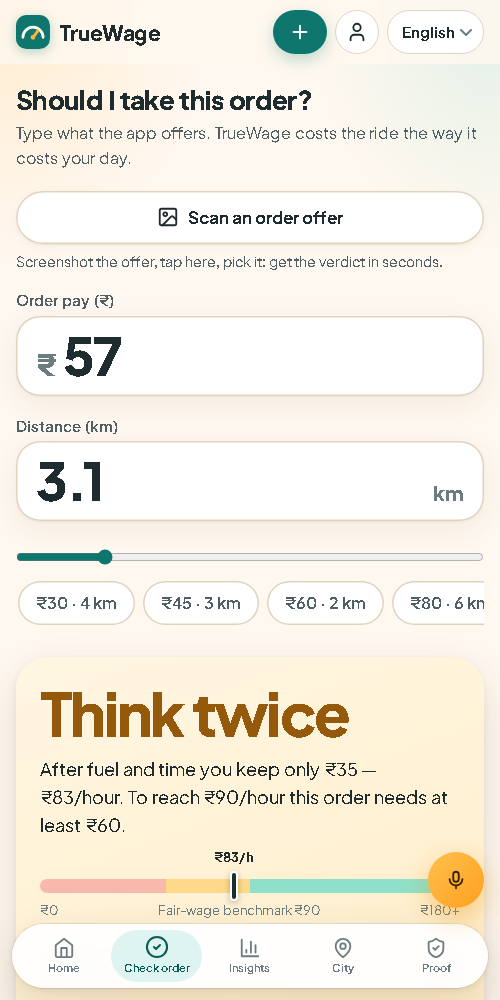 TrueWage
English
Should I take this order?
Type what the app offers. TrueWage costs the ride the way it
costs your day.
Scan an order offer
Screenshot the offer, tap here, pick it: get the verdict in seconds.
Order pay (₹)
₹ 57
Distance (km)
3.1 km
₹30 · 4 km ₹45 · 3 km ₹60 · 2 km ₹80 · 6 km
Think twice
After fuel and time you keep only ₹35 —
₹83/hour. To reach ₹90/hour this order needs at
least ₹60.
₹83/h
₹0 Fair-wage benchmark ₹90 ₹180+
Home Check order Insights City Proof